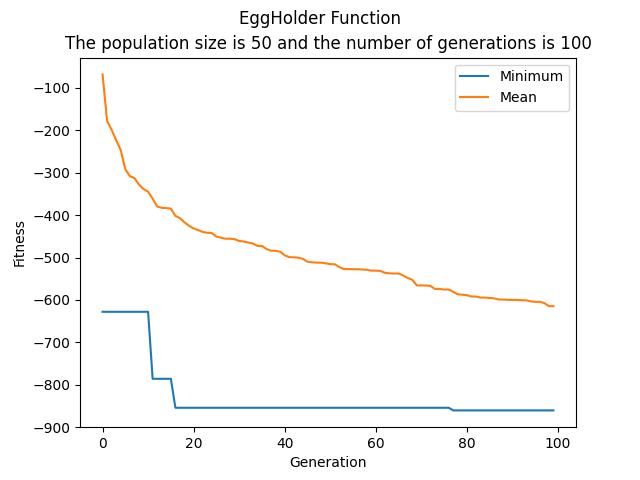 EggHolder Function
The population size is 50 and the number of generations is 100
Minimum
Mean
−100
−200
−300
−400
−500
−600
−700
−800
−900
Fitness
0 20 40 60 80 100
Generation